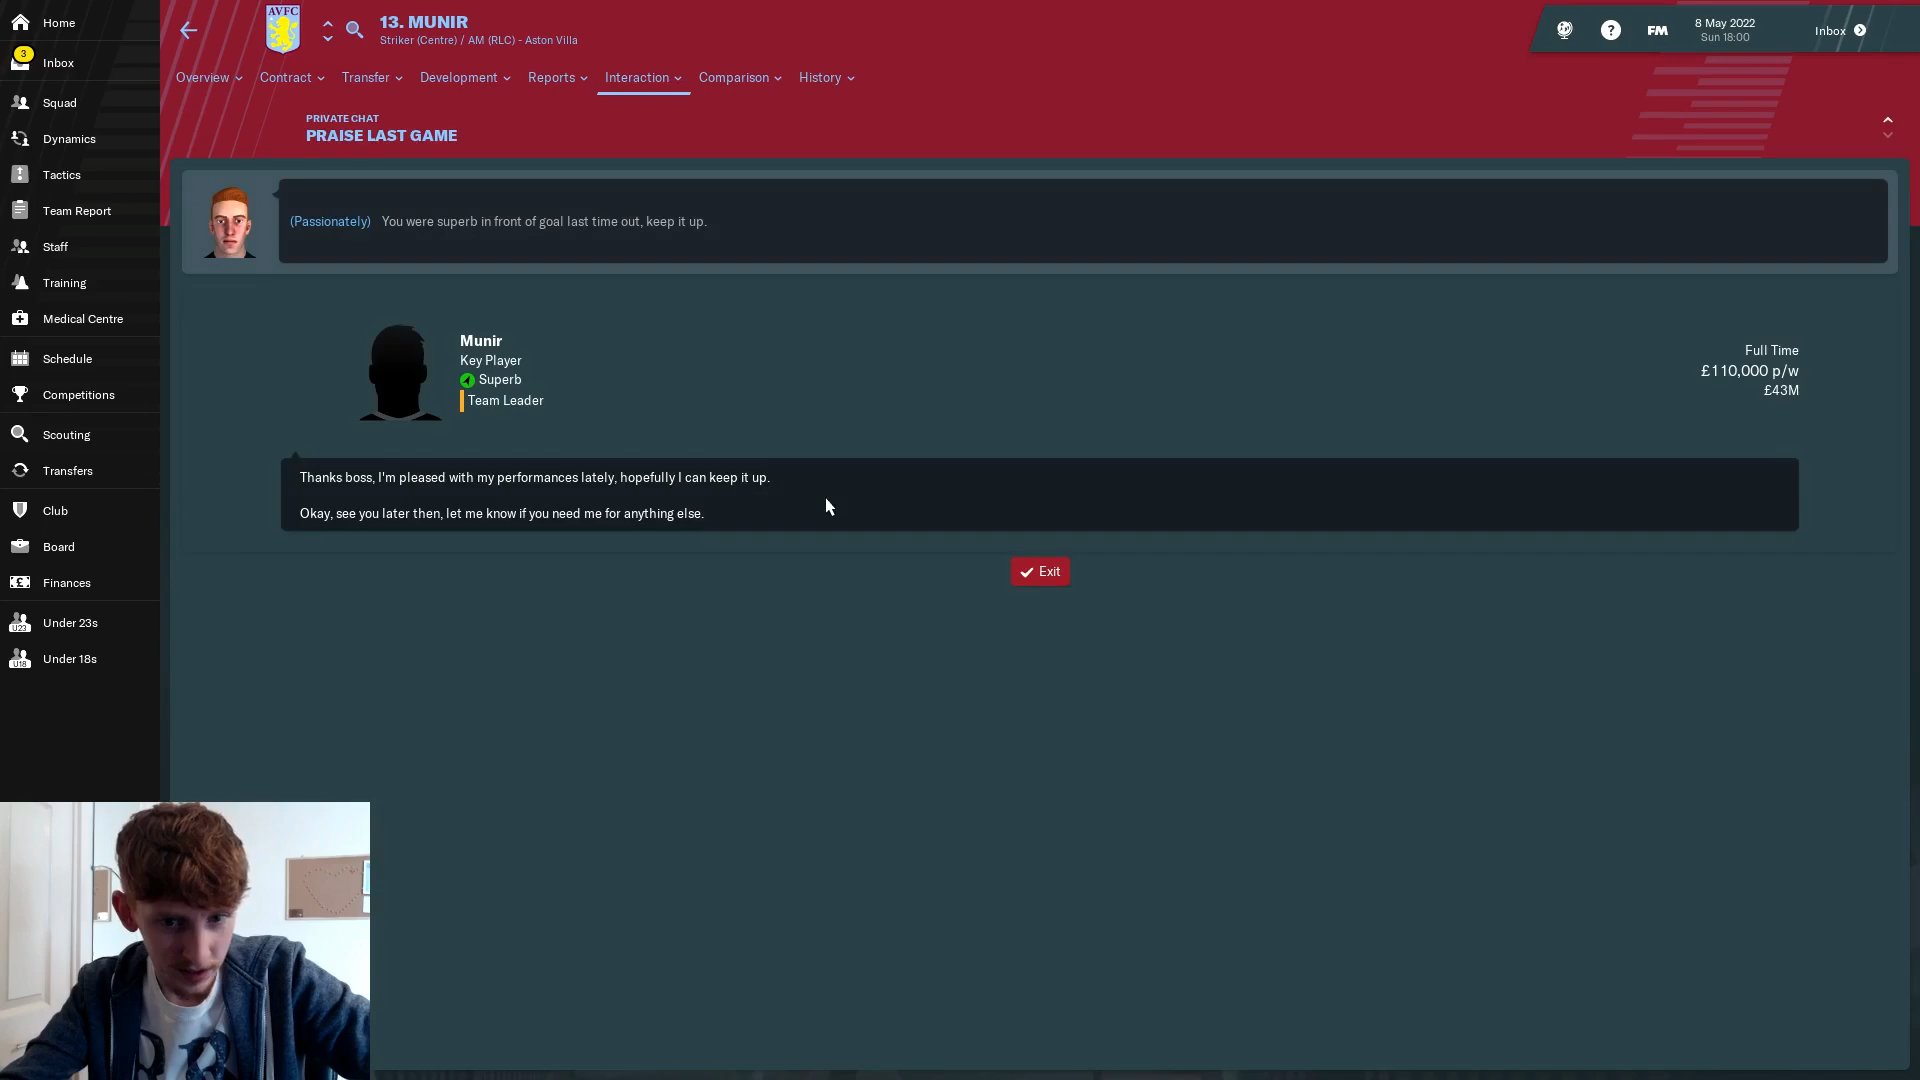 Home
3
Inbox
Squad
Dynamics
Tactics
Team Report
Staff
Training
Medical Centre
Schedule
Competitions
Scouting
Transfers
Club
Board
Finances
U23
Under 23s
U18
Under 18s
AVFC
13. MUNIR
Striker (Centre) / AM (RLC) - Aston Villa
?
FM
8 May 2022
Sun 18:00
Inbox
Overview
Contract
Transfer
Development
Reports
Interaction
Comparison
History
PRIVATE CHAT
PRAISE LAST GAME
(Passionately) You were superb in front of goal last time out, keep it up.
Munir
Key Player
Superb
Team Leader
Full Time
£110,000 p/w
£43M
Thanks boss, I'm pleased with my performances lately, hopefully I can keep it up.
Okay, see you later then, let me know if you need me for anything else.
Exit